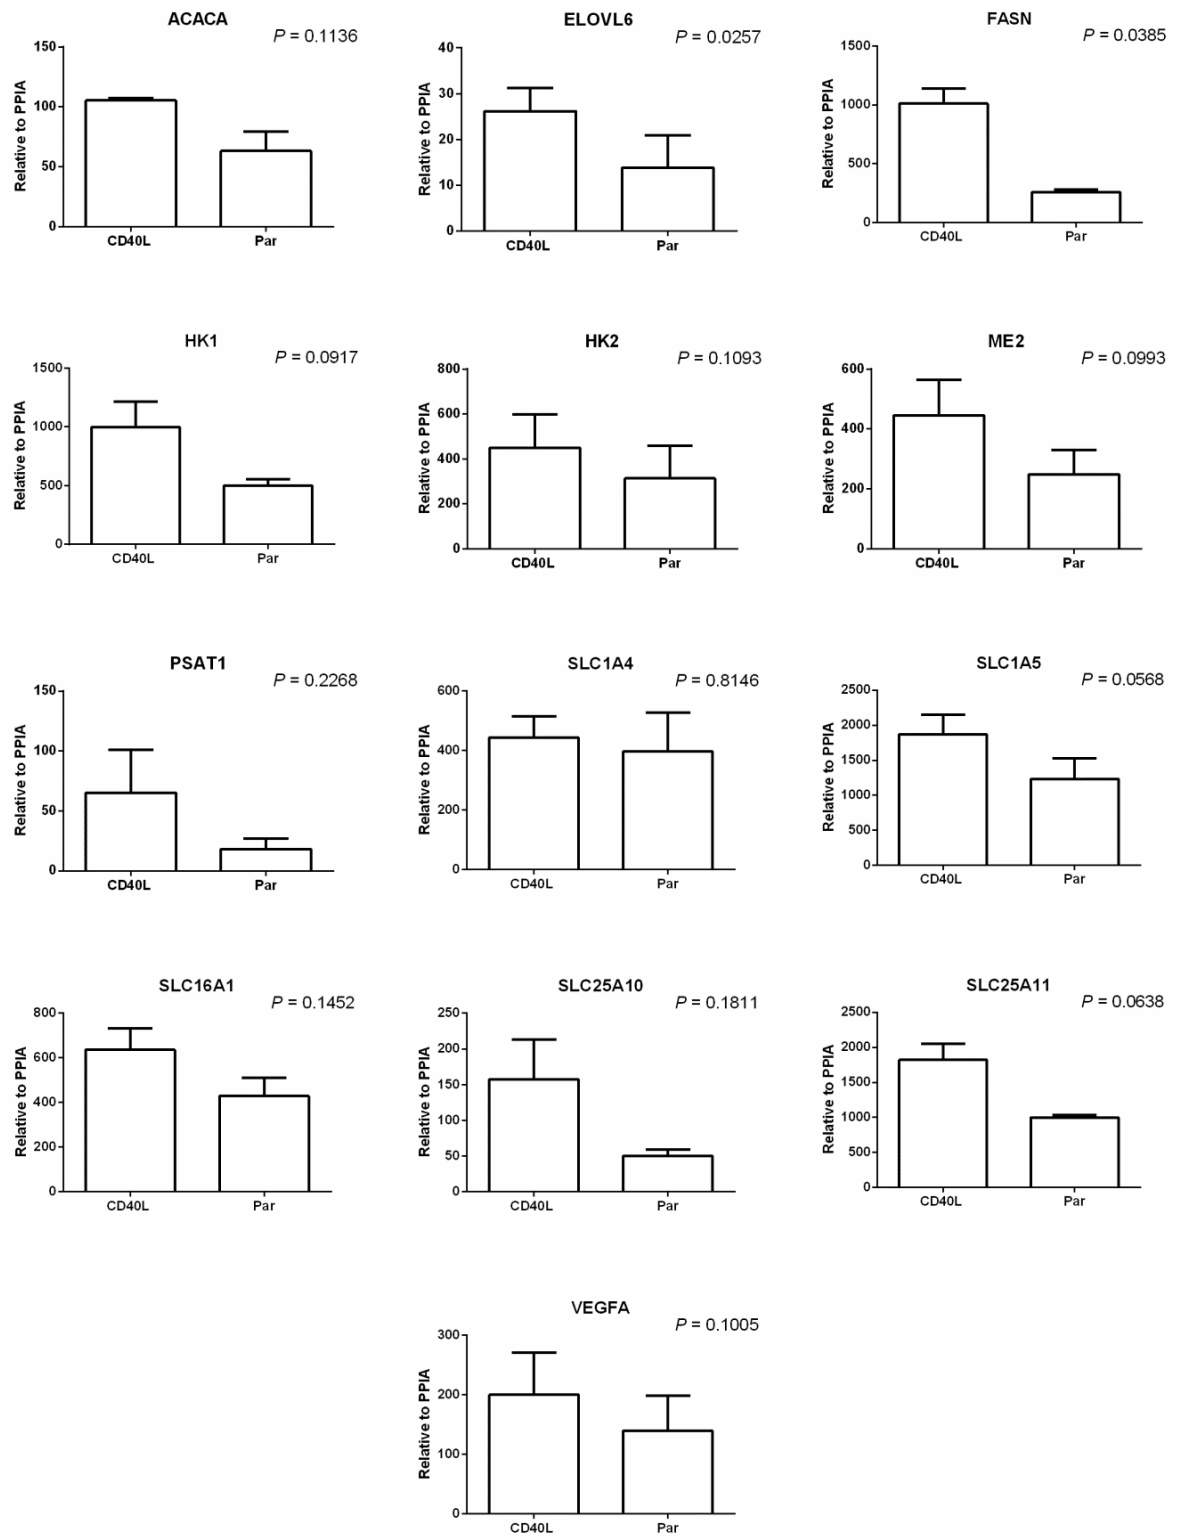 ACACA
P = 0.1136
Relative to PPIA
150
100
50
0
CD40L Par
ELOVL6
P = 0.0257
Relative to PPIA
40
30
20
10
0
CD40L Par
FASN
P = 0.0385
Relative to PPIA
1500
1000
500
0
CD40L Par
HK1
P = 0.0917
Relative to PPIA
1500
1000
500
0
CD40L Par
HK2
P = 0.1093
Relative to PPIA
800
600
400
200
0
CD40L Par
ME2
P = 0.0993
Relative to PPIA
600
400
200
0
CD40L Par
PSAT1
P = 0.2268
Relative to PPIA
150
100
50
0
CD40L Par
SLC1A4
P = 0.8146
Relative to PPIA
600
400
200
0
CD40L Par
SLC1A5
P = 0.0568
Relative to PPIA
2500
2000
1500
1000
500
0
CD40L Par
SLC16A1
P = 0.1452
Relative to PPIA
800
600
400
200
0
CD40L Par
SLC25A10
P = 0.1811
Relative to PPIA
250
200
150
100
50
0
CD40L Par
SLC25A11
P = 0.0638
Relative to PPIA
2500
2000
1500
1000
500
0
CD40L Par
VEGFA
P = 0.1005
Relative to PPIA
300
200
100
0
CD40L Par